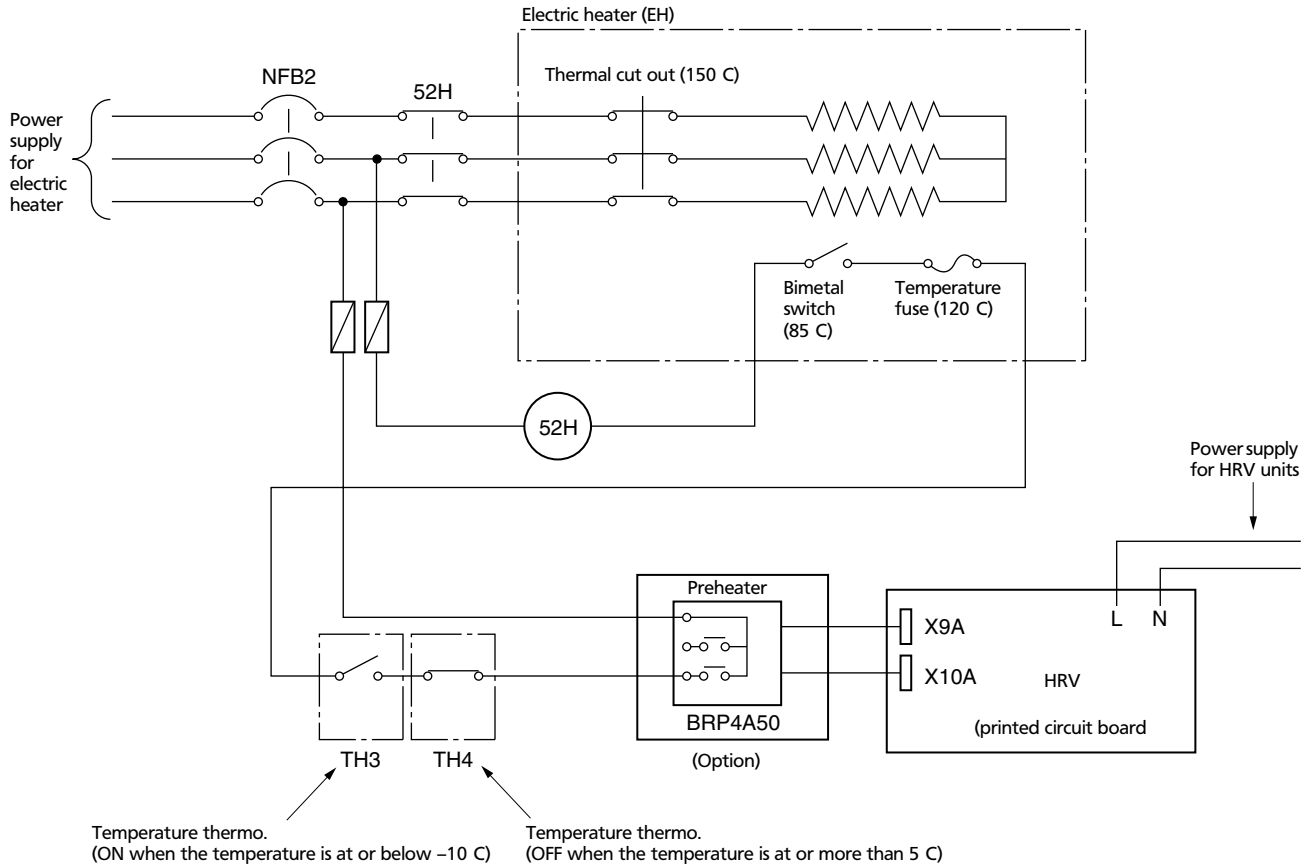 Electric heater (EH)
Thermal cut out (150 C)
NFB2
52H
Power
supply
for
electric
heater
Bimetal
switch
(85 C)
Temperature
fuse (120 C)
52H
Power supply
for HRV units
Preheater
L N
X9A
X10A
HRV
BRP4A50
(printed circuit board
(Option)
TH3
TH4
Temperature thermo.
(ON when the temperature is at or below –10 C)
Temperature thermo.
(OFF when the temperature is at or more than 5 C)